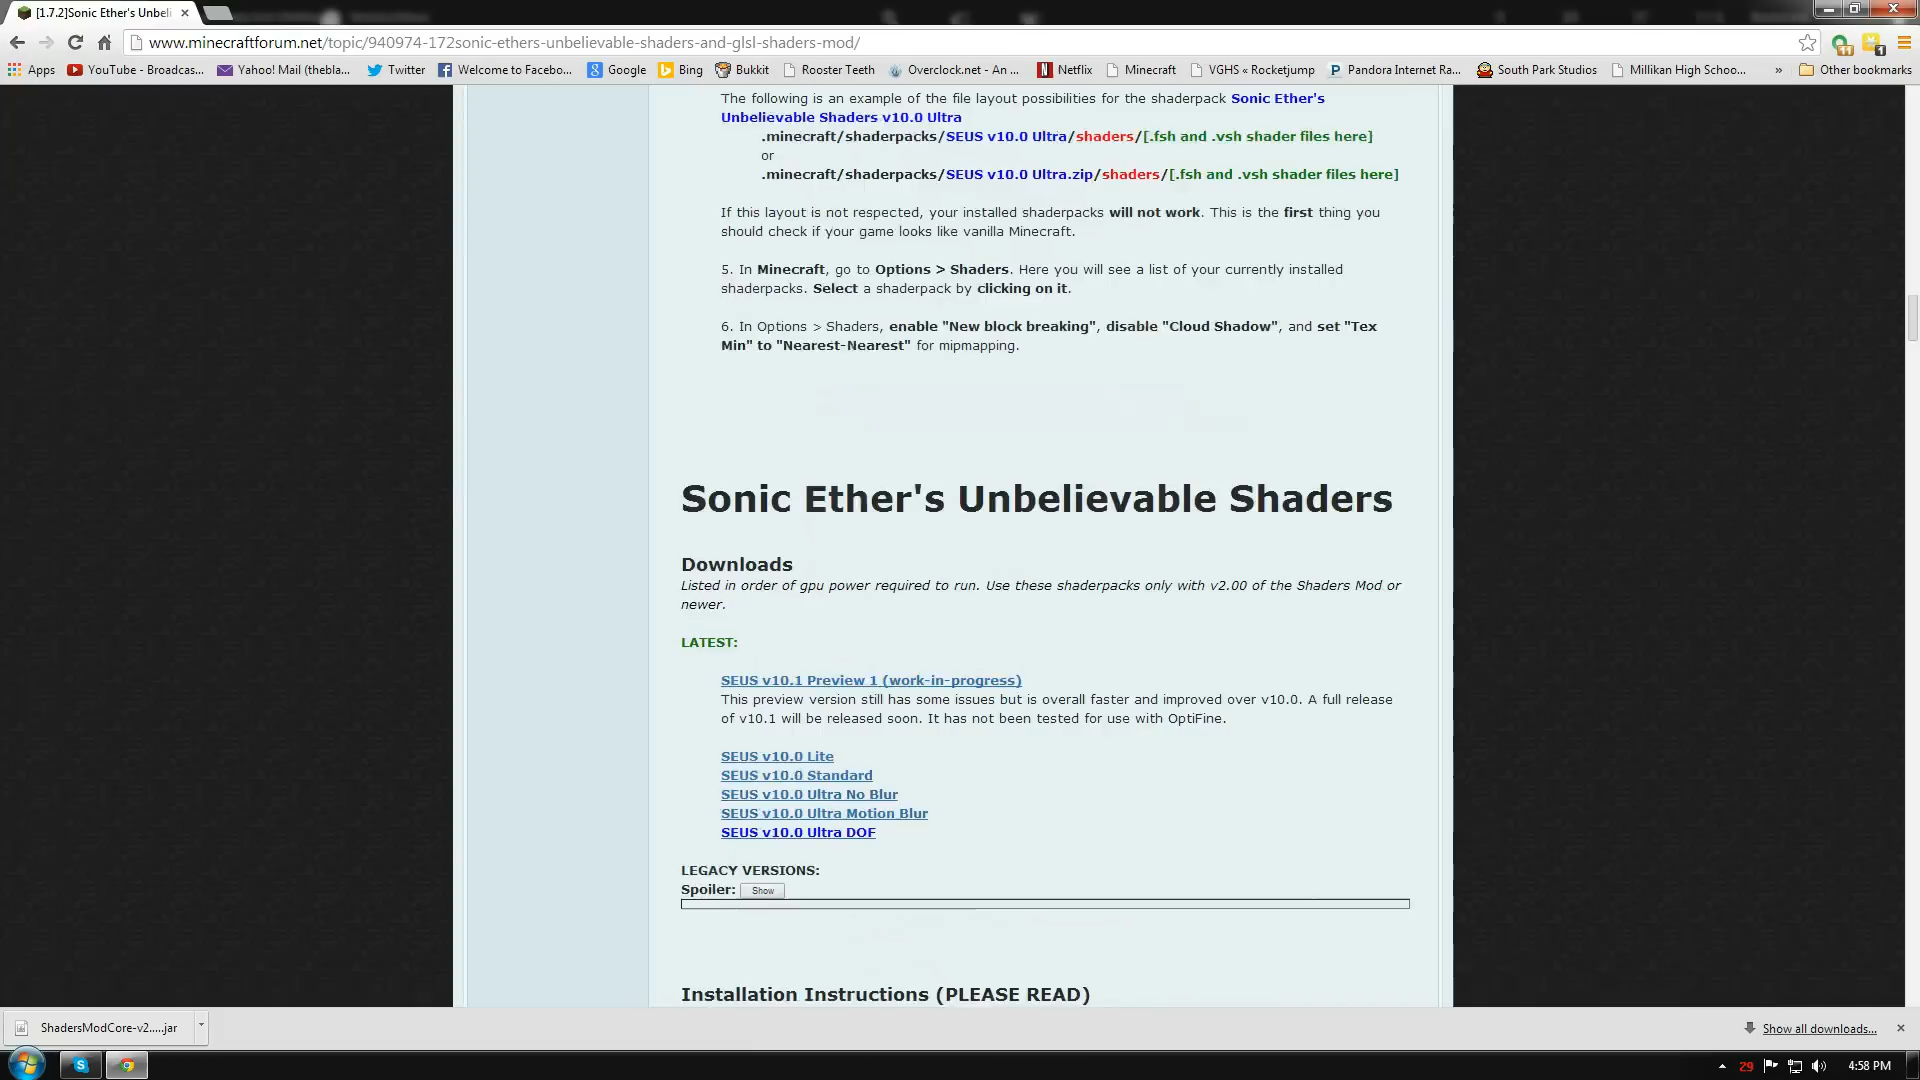 [1.7.2]Sonic Ether's Unbeli
www.minecraftforum.net/topic/940974-172sonic-ethers-unbelievable-shaders-and-glsl-shaders-mod/
11
1
Apps YouTube - Broadcas... Yahoo! Mail (thebla... Twitter Welcome to Facebo... Google Bing Bukkit Rooster Teeth Overclock.net - An ... Netflix Minecraft VGHS « Rocketjump Pandora Internet Ra... South Park Studios Millikan High Schoo... » Other bookmarks
The following is an example of the file layout possibilities for the shaderpack Sonic Ether's
Unbelievable Shaders v10.0 Ultra
.minecraft/shaderpacks/SEUS v10.0 Ultra/shaders/[.fsh and .vsh shader files here]
or
.minecraft/shaderpacks/SEUS v10.0 Ultra.zip/shaders/[.fsh and .vsh shader files here]
If this layout is not respected, your installed shaderpacks will not work. This is the first thing you
should check if your game looks like vanilla Minecraft.
5. In Minecraft, go to Options > Shaders. Here you will see a list of your currently installed
shaderpacks. Select a shaderpack by clicking on it.
6. In Options > Shaders, enable "New block breaking", disable "Cloud Shadow", and set "Tex
Min" to "Nearest-Nearest" for mipmapping.
Sonic Ether's Unbelievable Shaders
Downloads
Listed in order of gpu power required to run. Use these shaderpacks only with v2.00 of the Shaders Mod or
newer.
LATEST:
SEUS v10.1 Preview 1 (work-in-progress)
This preview version still has some issues but is overall faster and improved over v10.0. A full release
of v10.1 will be released soon. It has not been tested for use with OptiFine.
SEUS v10.0 Lite
SEUS v10.0 Standard
SEUS v10.0 Ultra No Blur
SEUS v10.0 Ultra Motion Blur
SEUS v10.0 Ultra DOF
LEGACY VERSIONS:
Spoiler: Show
Installation Instructions (PLEASE READ)
ShadersModCore-v2.....jar
Show all downloads...
29
4:58 PM